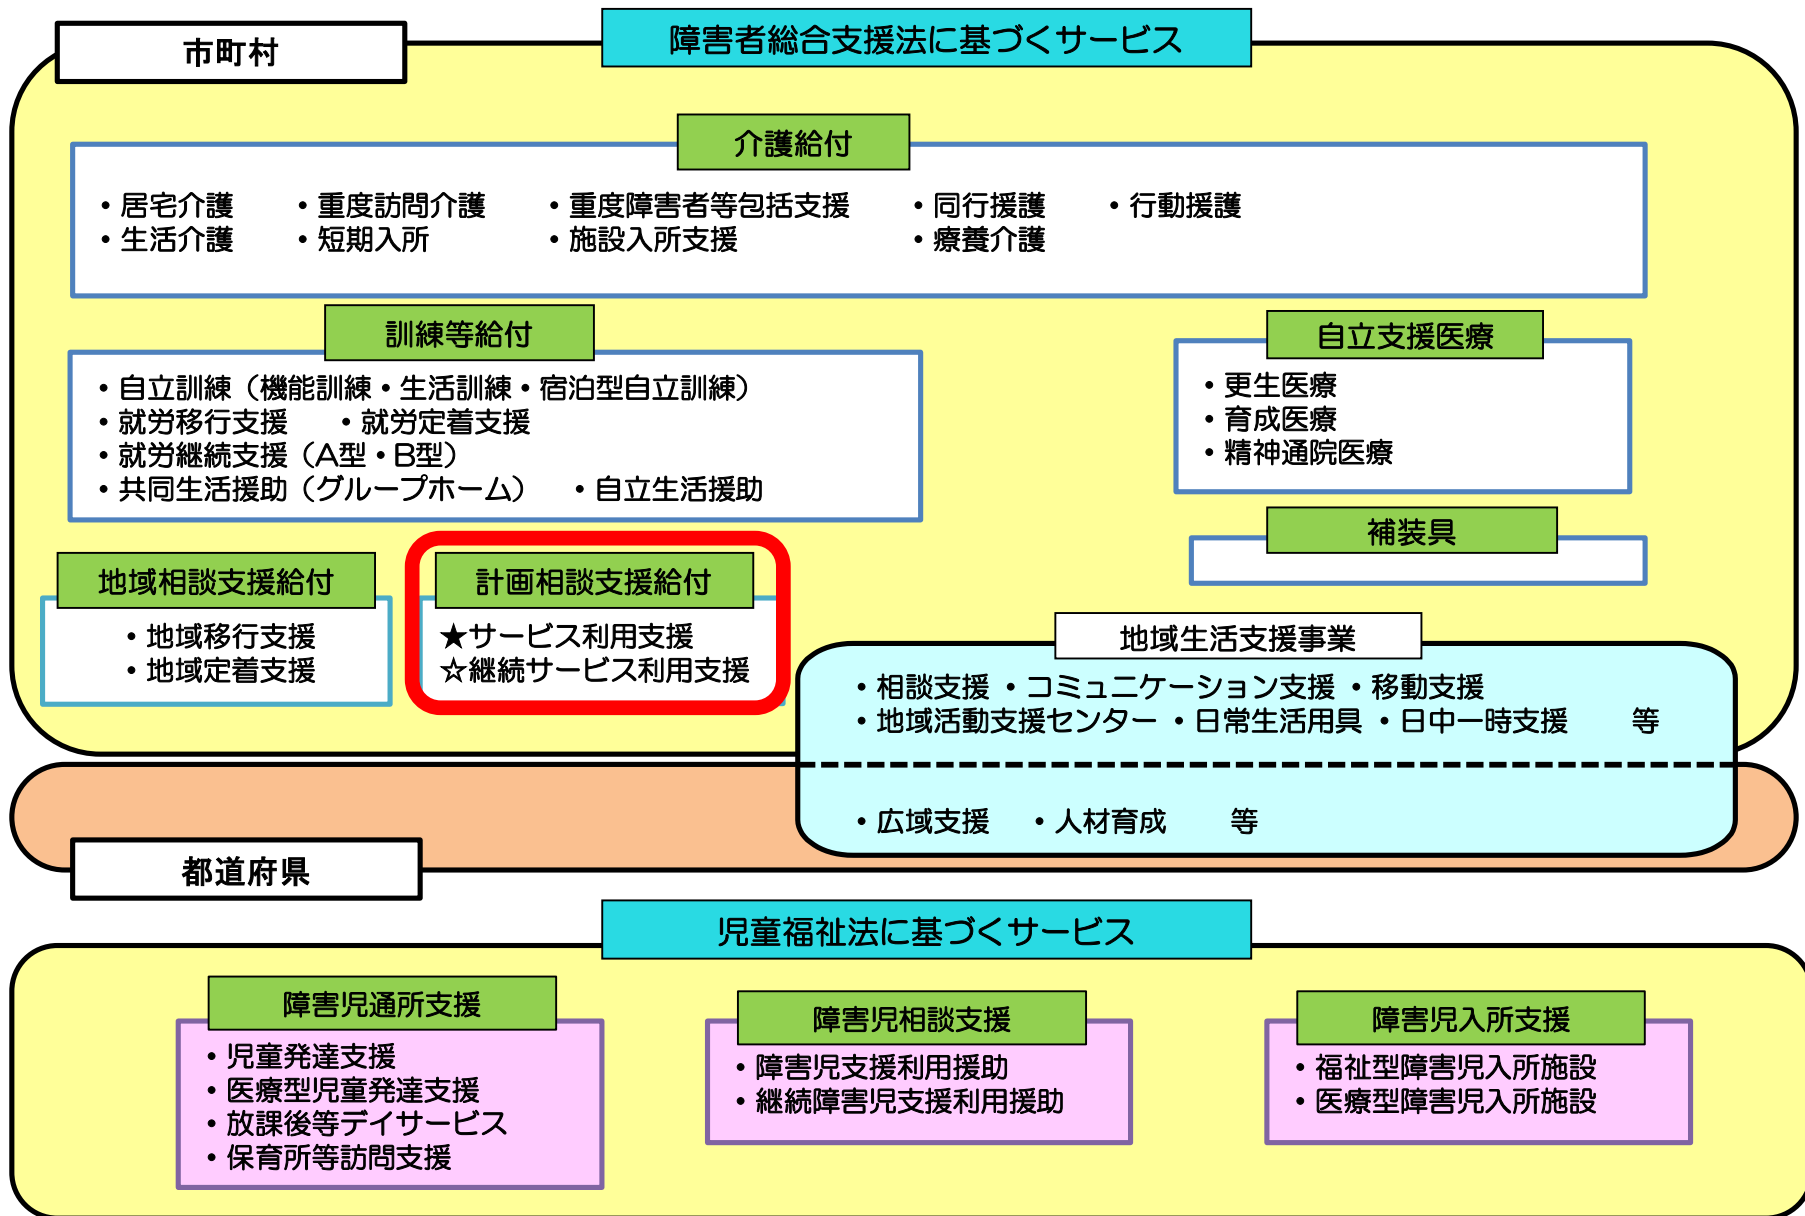 障害者総合支援法に基づくサービス
市町村
介護給付
・居宅介護 ・重度訪問介護 ・重度障害者等包括支援 ・同行援護 ・行動援護
・生活介護 ・短期入所 ・施設入所支援 ・療養介護
訓練等給付
・自立訓練（機能訓練・生活訓練・宿泊型自立訓練）
・就労移行支援 ・就労定着支援
・就労継続支援（A型・B型）
・共同生活援助（グループホーム） ・自立生活援助
自立支援医療
・更生医療
・育成医療
・精神通院医療
補装具
地域相談支援給付
・地域移行支援
・地域定着支援
計画相談支援給付
★サービス利用支援
☆継続サービス利用支援
地域生活支援事業
・相談支援 ・コミュニケーション支援 ・移動支援
・地域活動支援センター ・日常生活用具 ・日中一時支援 等
・広域支援 ・人材育成 等
都道府県
児童福祉法に基づくサービス
障害児通所支援
・児童発達支援
・医療型児童発達支援
・放課後等デイサービス
・保育所等訪問支援
障害児相談支援
・障害児支援利用援助
・継続障害児支援利用援助
障害児入所支援
・福祉型障害児入所施設
・医療型障害児入所施設